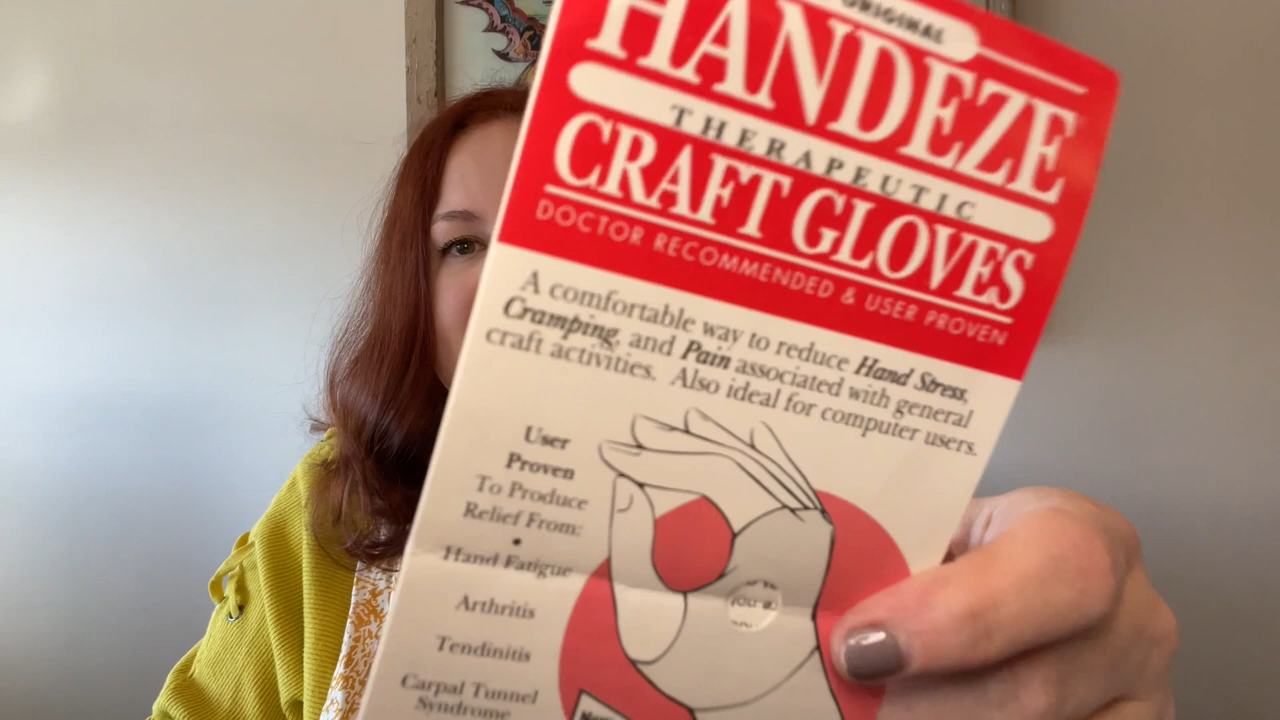 ORIGINAL
HANDEZE
THERAPEUTIC
CRAFT GLOVES
DOCTOR RECOMMENDED & USER PROVEN
A comfortable way to reduce Hand Stress,
Cramping, and Pain associated with general
craft activities. Also ideal for computer users.
User
Proven
To Produce
Relief From:
•
Hand Fatigue
Arthritis
Tendinitis
Carpal Tunnel
Syndrome